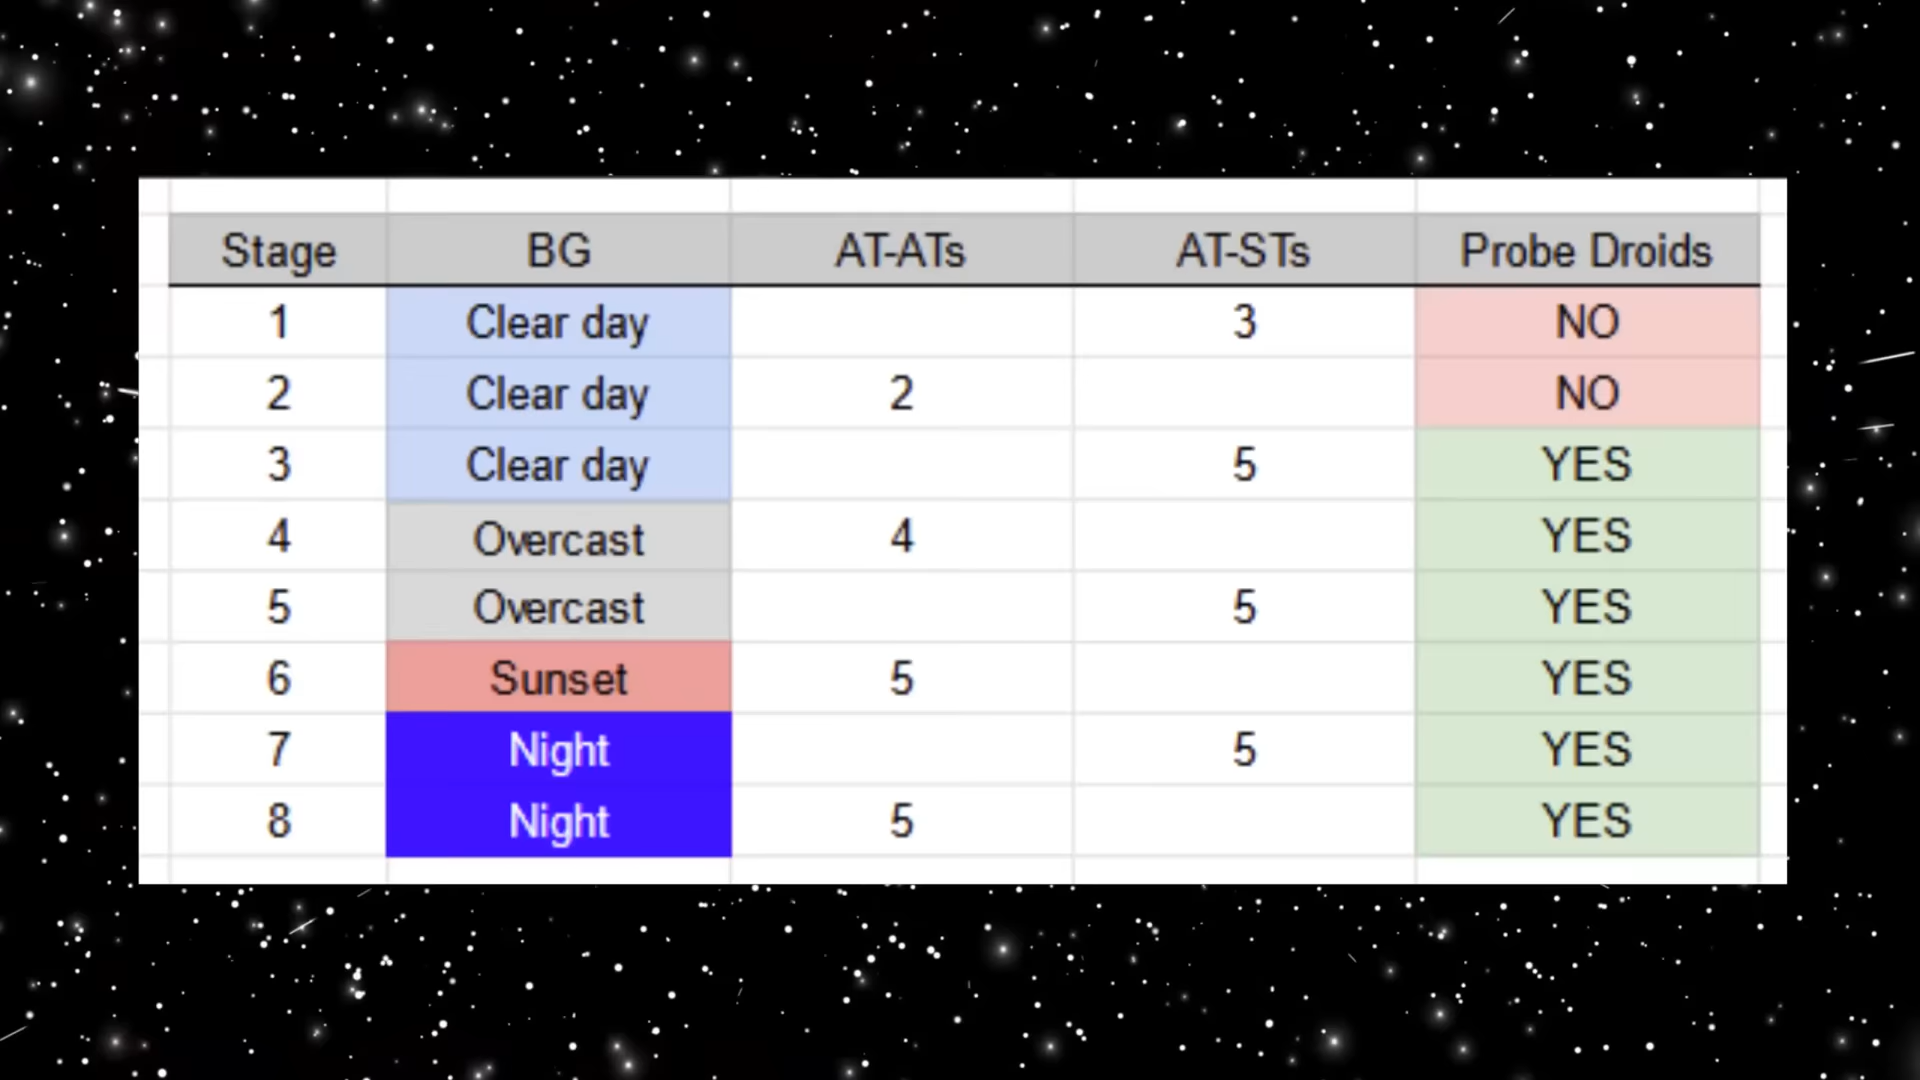 Stage BG AT-ATs AT-STs Probe Droids
1 Clear day 3 NO
2 Clear day 2 NO
3 Clear day 5 YES
4 Overcast 4 YES
5 Overcast 5 YES
6 Sunset 5 YES
7 Night 5 YES
8 Night 5 YES